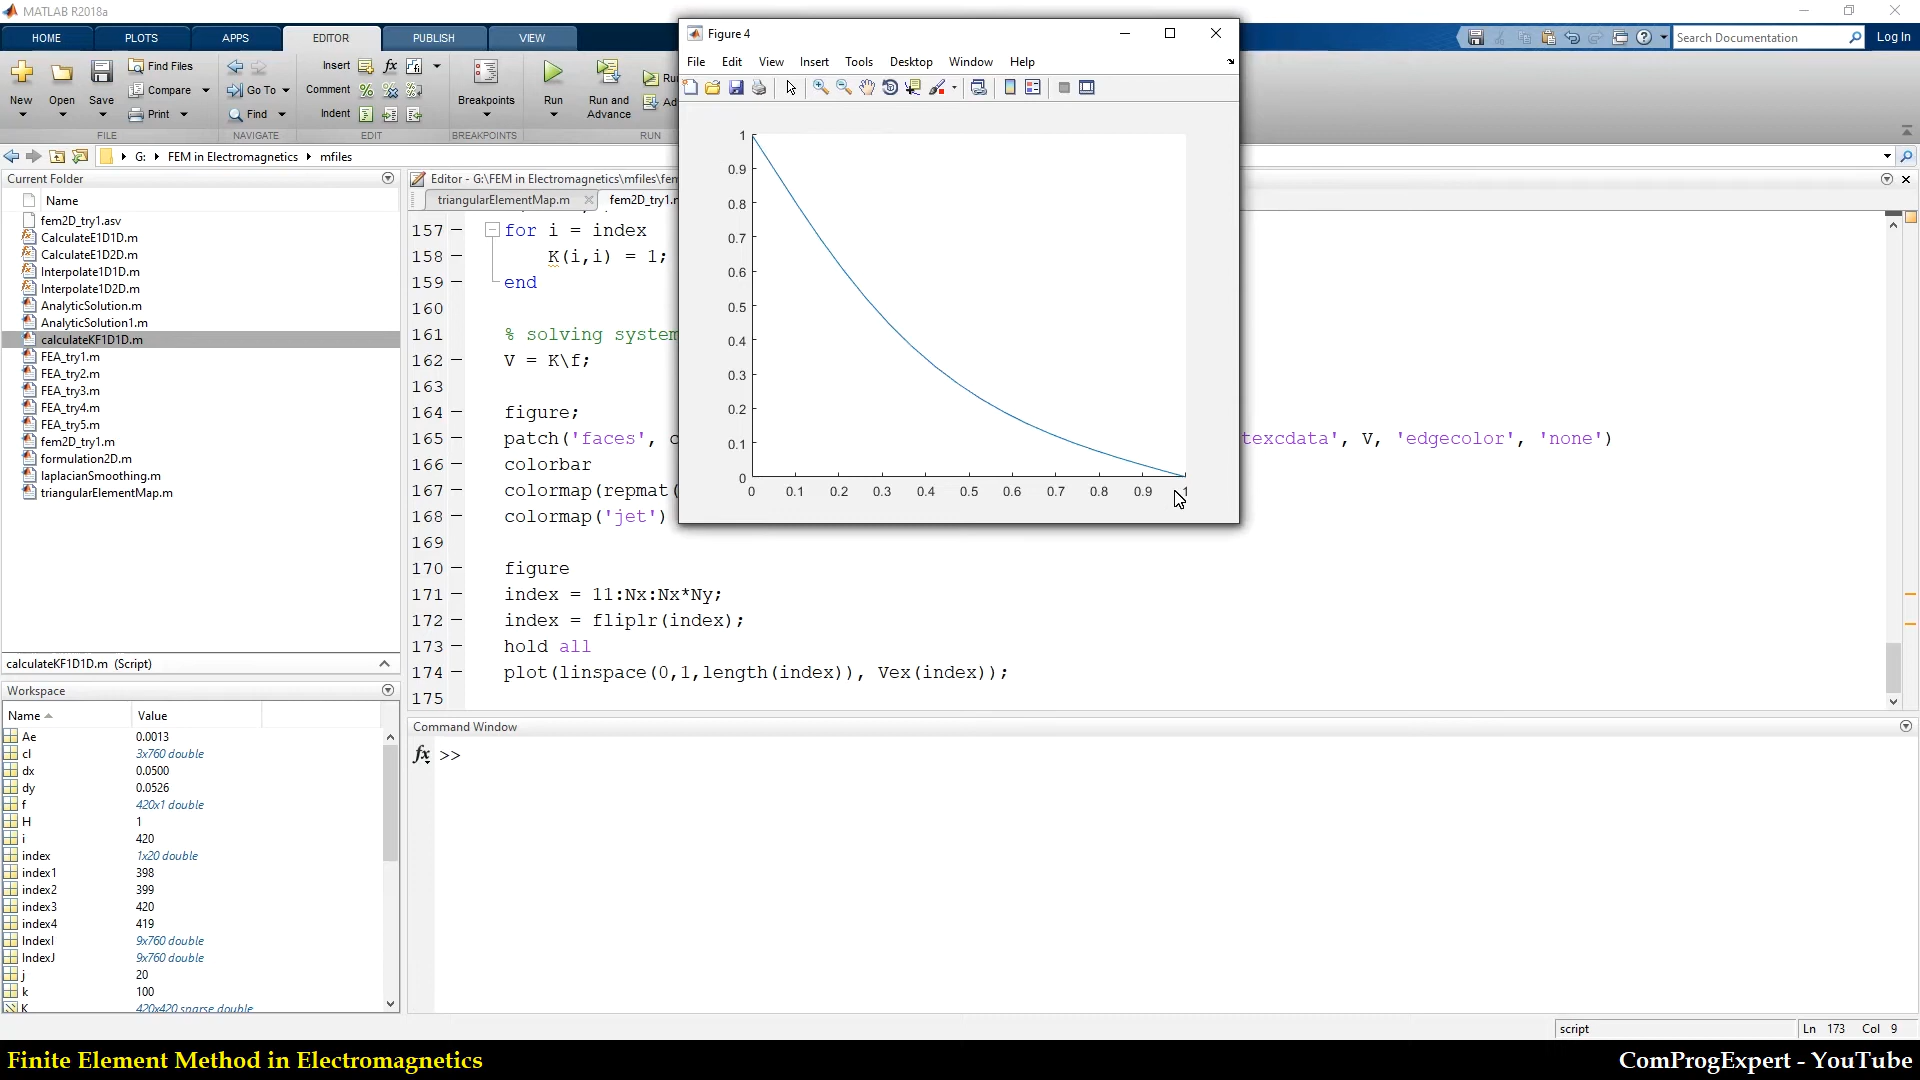 MATLAB R2018a
HOME PLOTS APPS EDITOR PUBLISH VIEW
Search Documentation
Log In
New
Open
Save
Find Files
Compare
Print
FILE
Go To
Find
NAVIGATE
Insert
Comment
Indent
EDIT
Breakpoints
BREAKPOINTS
Run
Run and
Advance
RUN
G: FEM in Electromagnetics mfiles
Current Folder
Name
fem2D_try1.asv
CalculateE1D1D.m
CalculateE1D2D.m
Interpolate1D1D.m
Interpolate1D2D.m
AnalyticSolution.m
AnalyticSolution1.m
calculateKF1D1D.m
FEA_try1.m
FEA_try2.m
FEA_try3.m
FEA_try4.m
FEA_try5.m
fem2D_try1.m
formulation2D.m
laplacianSmoothing.m
triangularElementMap.m
calculateKF1D1D.m (Script)
Workspace
Name Value
Ae 0.0013
cl 3x760 double
dx 0.0500
dy 0.0526
f 420x1 double
H 1
i 420
index 1x20 double
index1 398
index2 399
index3 420
index4 419
IndexI 9x760 double
IndexJ 9x760 double
j 20
k 100
K 420x420 sparse double
Editor - G:\FEM in Electromagnetics\mfiles\fem
triangularElementMap.m fem2D_try1.m
157 for i = index
158 K(i,i) = 1;
159 end
160
161 % solving system
162 V = K\f;
163
164 figure;
165 patch('faces', c texcdata', V, 'edgecolor', 'none')
166 colorbar
167 colormap(repmat(
168 colormap('jet')
169
170 figure
171 index = 11:Nx:Nx*Ny;
172 index = fliplr(index);
173 hold all
174 plot(linspace(0,1,length(index)), Vex(index));
175
Figure 4
File Edit View Insert Tools Desktop Window Help
1
0.9
0.8
0.7
0.6
0.5
0.4
0.3
0.2
0.1
0
0 0.1 0.2 0.3 0.4 0.5 0.6 0.7 0.8 0.9 1
Command Window
fx >>
script
Ln 173 Col 9
Finite Element Method in Electromagnetics
ComProgExpert - YouTube